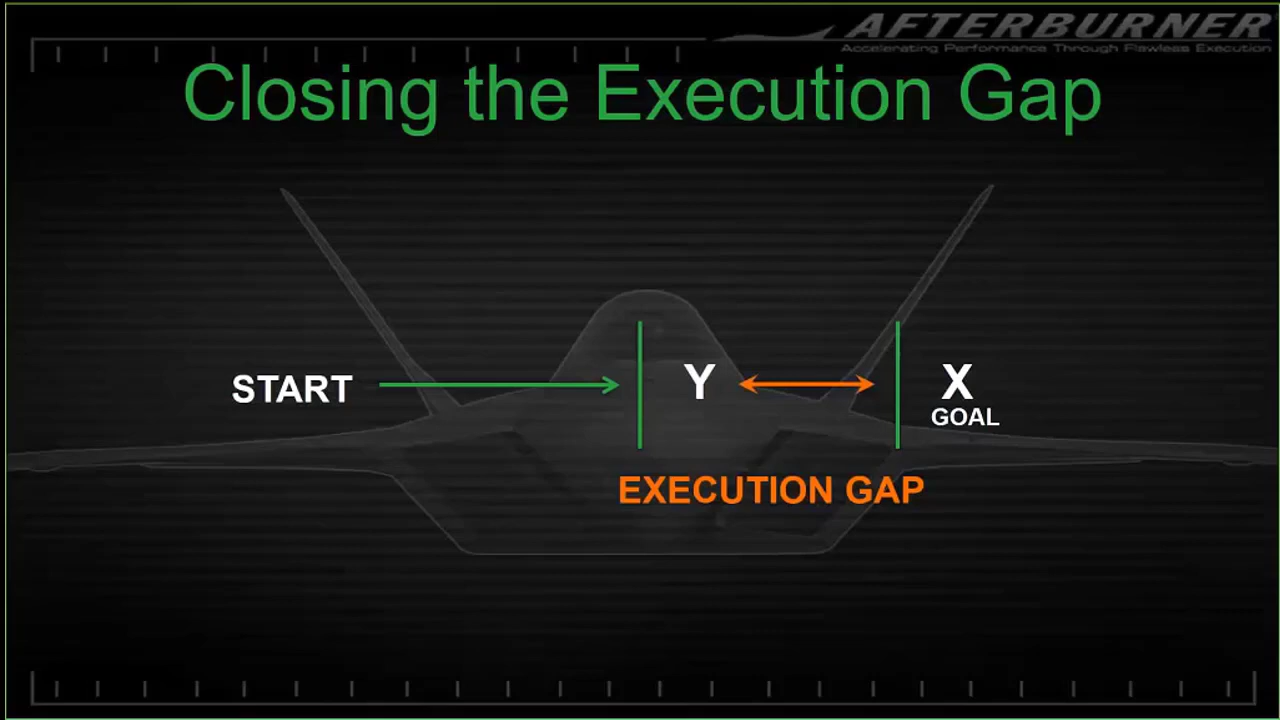 AFTERBURNER
Accelerating Performance Through Flawless Execution
Closing the Execution Gap
START
Y
X
GOAL
EXECUTION GAP